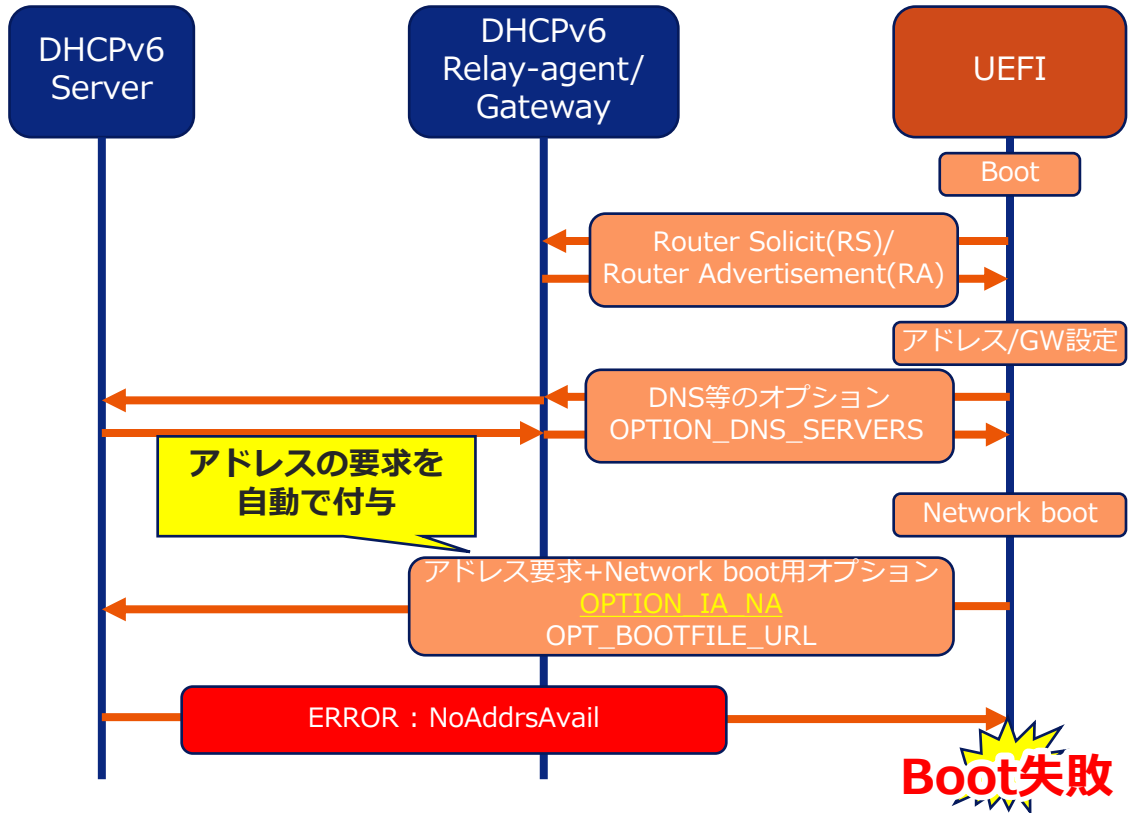 DHCPv6
Server
DHCPv6
Relay-agent/
Gateway
UEFI
Boot
Router Solicit(RS)/
Router Advertisement(RA)
アドレス/GW設定
DNS等のオプション
OPTION_DNS_SERVERS
アドレスの要求を
自動で付与
Network boot
アドレス要求+Network boot用オプション
OPTION_IA_NA
OPT_BOOTFILE_URL
ERROR : NoAddrsAvail
Boot失敗